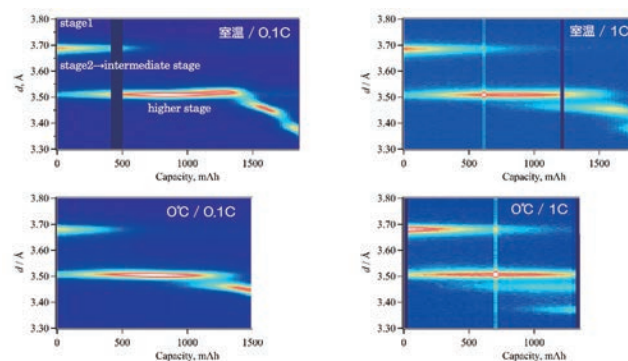 stage1
室温 / 0.1C
stage2→intermediate stage
higher stage
d, Å
3.80
3.70
3.60
3.50
3.40
3.30
0
500
1000
1500
Capacity, mAh
室温 / 1C
d / Å
3.80
3.70
3.60
3.50
3.40
3.30
0
500
1000
1500
Capacity, mAh
0℃ / 0.1C
d / Å
3.80
3.70
3.60
3.50
3.40
3.30
0
500
1000
1500
Capacity, mAh
0℃ / 1C
d / Å
3.80
3.70
3.60
3.50
3.40
3.30
0
500
1000
Capacity, mAh